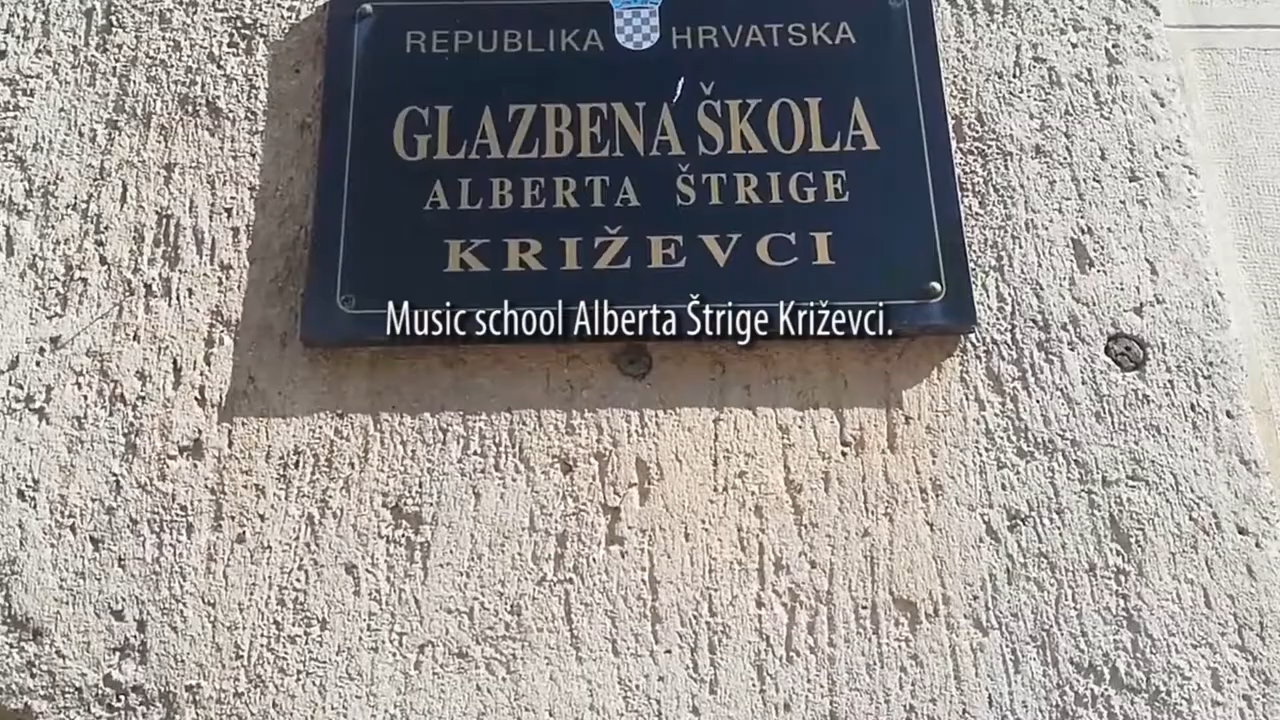 REPUBLIKA HRVATSKA
GLAZBENA ŠKOLA
ALBERTA ŠTRIGE
KRIŽEVCI
Music school Alberta Štrige Križevci.